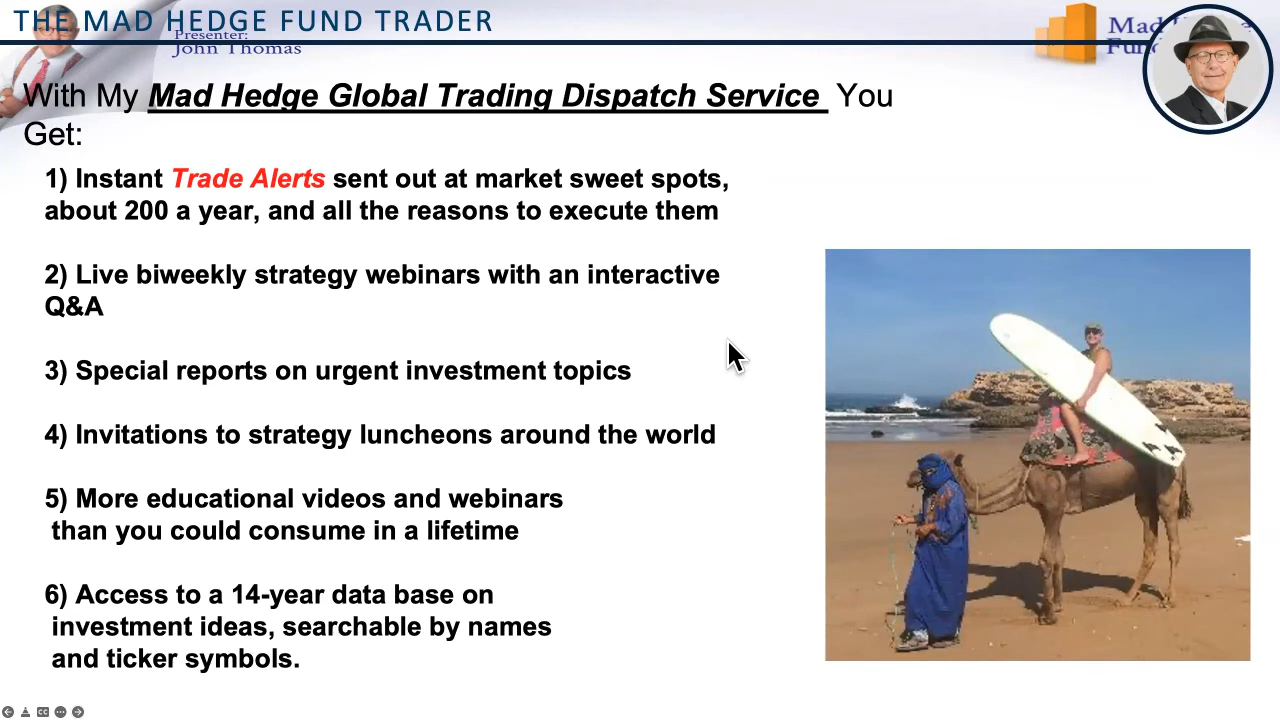 THE MAD HEDGE FUND TRADER
Presenter:
John Thomas
Mad
With My Mad Hedge Global Trading Dispatch Service You
Get:
1) Instant Trade Alerts sent out at market sweet spots,
about 200 a year, and all the reasons to execute them
2) Live biweekly strategy webinars with an interactive
Q&A
3) Special reports on urgent investment topics
4) Invitations to strategy luncheons around the world
5) More educational videos and webinars
than you could consume in a lifetime
6) Access to a 14-year data base on
investment ideas, searchable by names
and ticker symbols.